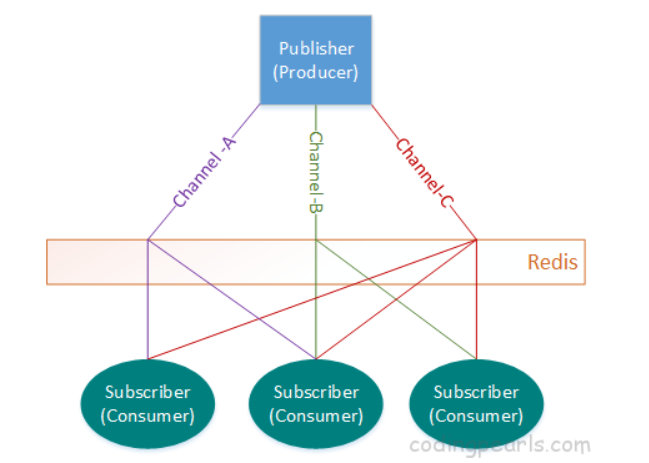 Publisher
(Producer)
Channel -A
Channel-B
Channel-C
Redis
Subscriber
(Consumer)
Subscriber
(Consumer)
Subscriber
(Consumer)
codingpearls.com